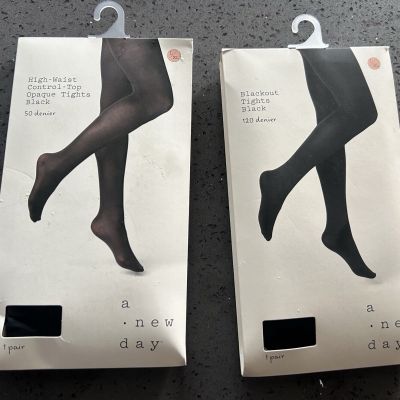 High-Waist
Control-Top
Opaque Tights
Black
50 denier
a
· new
day
1 pair
Blackout
Tights
Black
120 denier
a
· new
day
1 pair